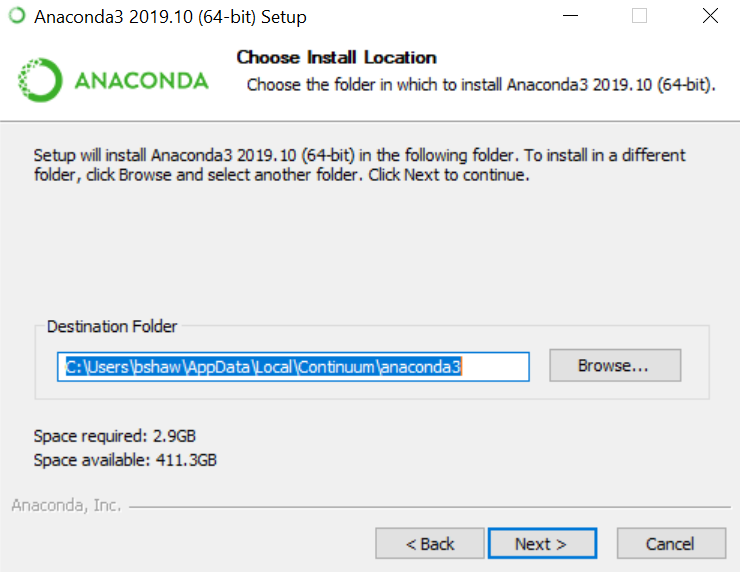 Anaconda3 2019.10 (64-bit) Setup
Choose Install Location
Choose the folder in which to install Anaconda3 2019.10 (64-bit).
ANACONDA
Setup will install Anaconda3 2019.10 (64-bit) in the following folder. To install in a different
folder, click Browse and select another folder. Click Next to continue.
Destination Folder
C:\Users\bshaw\AppData\Local\Continuum\anaconda3
Browse...
Space required: 2.9GB
Space available: 411.3GB
Anaconda, Inc.
< Back
Next >
Cancel